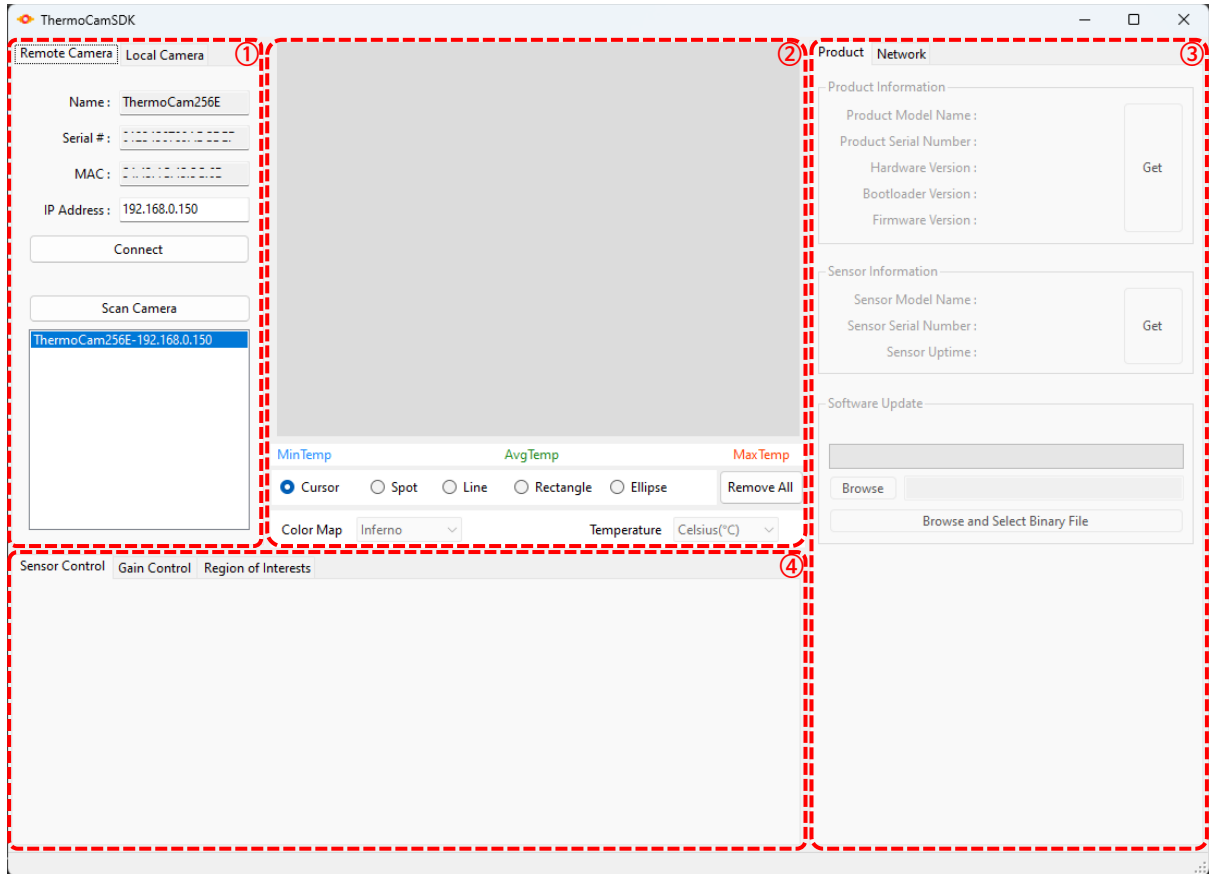 ThermoCamSDK
Remote Camera Local Camera ①
Name : ThermoCam256E
Serial # :
MAC :
IP Address : 192.168.0.150
Connect
Scan Camera
ThermoCam256E-192.168.0.150
②
MinTemp AvgTemp MaxTemp
Cursor Spot Line Rectangle Ellipse Remove All
Color Map Inferno Temperature Celsius(°C)
Product Network ③
Product Information
Product Model Name :
Product Serial Number :
Hardware Version : Get
Bootloader Version :
Firmware Version :
Sensor Information
Sensor Model Name :
Sensor Serial Number : Get
Sensor Uptime :
Software Update
Browse
Browse and Select Binary File
Sensor Control Gain Control Region of Interests ④